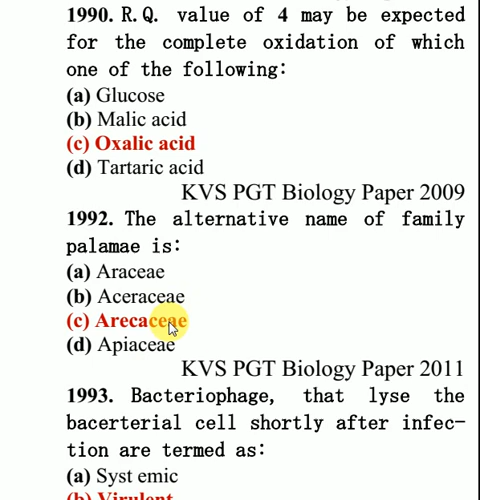 1990. R.Q. value of 4 may be expected
for the complete oxidation of which
one of the following:
(a) Glucose
(b) Malic acid
(c) Oxalic acid
(d) Tartaric acid
KVS PGT Biology Paper 2009
1992. The alternative name of family
palamae is:
(a) Araceae
(b) Aceraceae
(c) Arecaceae
(d) Apiaceae
KVS PGT Biology Paper 2011
1993. Bacteriophage, that lyse the
bacerterial cell shortly after infec-
tion are termed as:
(a) Syst emic
(b) Virulent